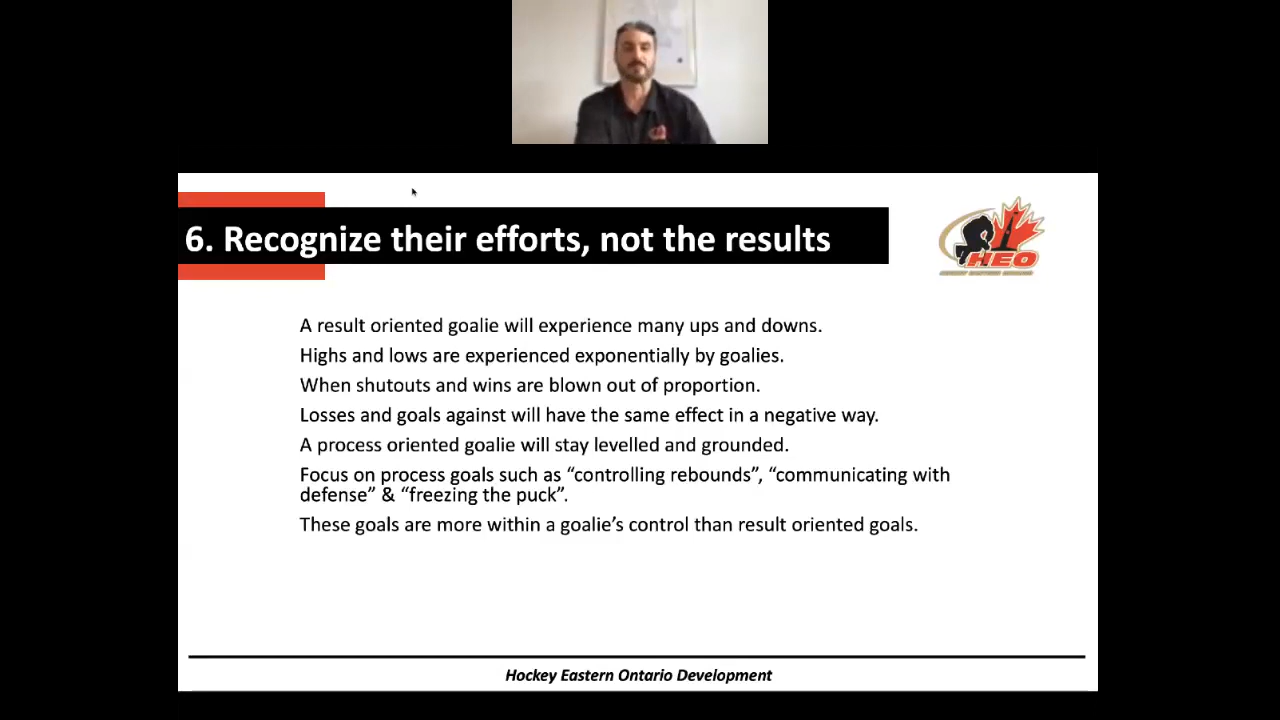 6. Recognize their efforts, not the results
HEO
A result oriented goalie will experience many ups and downs.
Highs and lows are experienced exponentially by goalies.
When shutouts and wins are blown out of proportion.
Losses and goals against will have the same effect in a negative way.
A process oriented goalie will stay levelled and grounded.
Focus on process goals such as “controlling rebounds”, “communicating with
defense” & “freezing the puck”.
These goals are more within a goalie’s control than result oriented goals.
Hockey Eastern Ontario Development